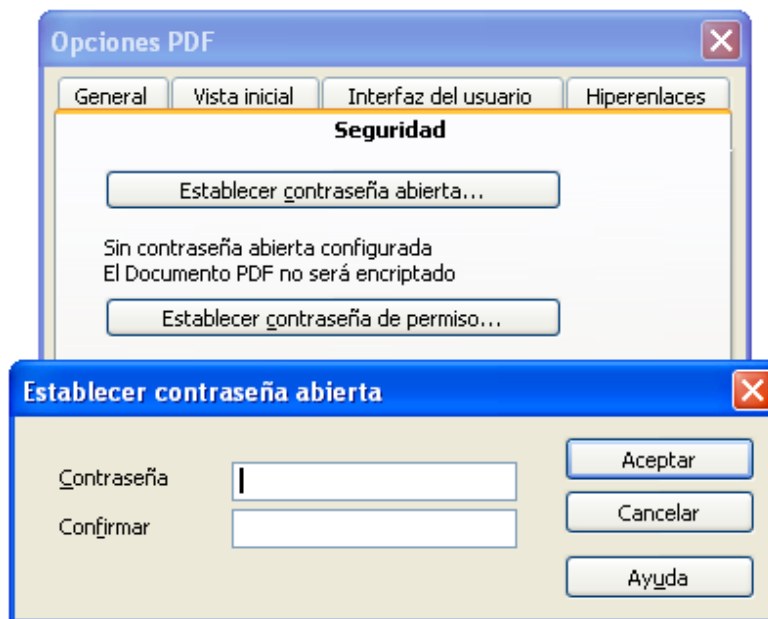 Opciones PDF
General Vista inicial Interfaz del usuario Hiperenlaces
Seguridad
Establecer contraseña abierta...
Sin contraseña abierta configurada
El Documento PDF no será encriptado
Establecer contraseña de permiso...
Establecer contraseña abierta
Contraseña
Confirmar
Aceptar
Cancelar
Ayuda